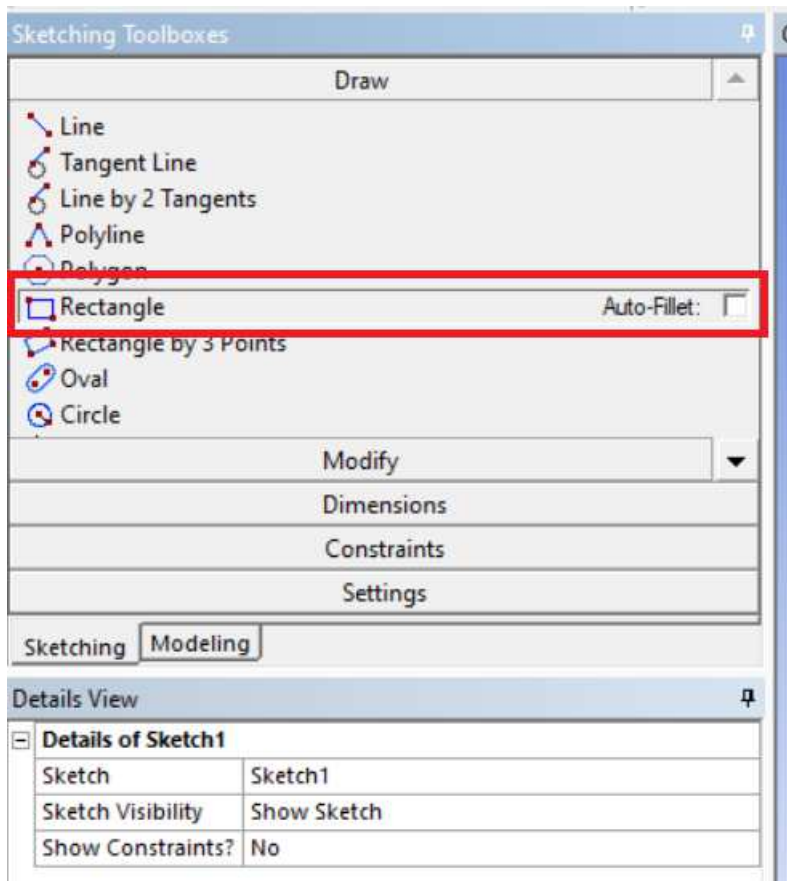 Sketching Toolboxes
Draw
Line
Tangent Line
Line by 2 Tangents
Polyline
Polygon
Rectangle Auto-Fillet:
Rectangle by 3 Points
Oval
Circle
Modify
Dimensions
Constraints
Settings
Sketching Modeling
Details View
Details of Sketch1
Sketch Sketch1
Sketch Visibility Show Sketch
Show Constraints? No